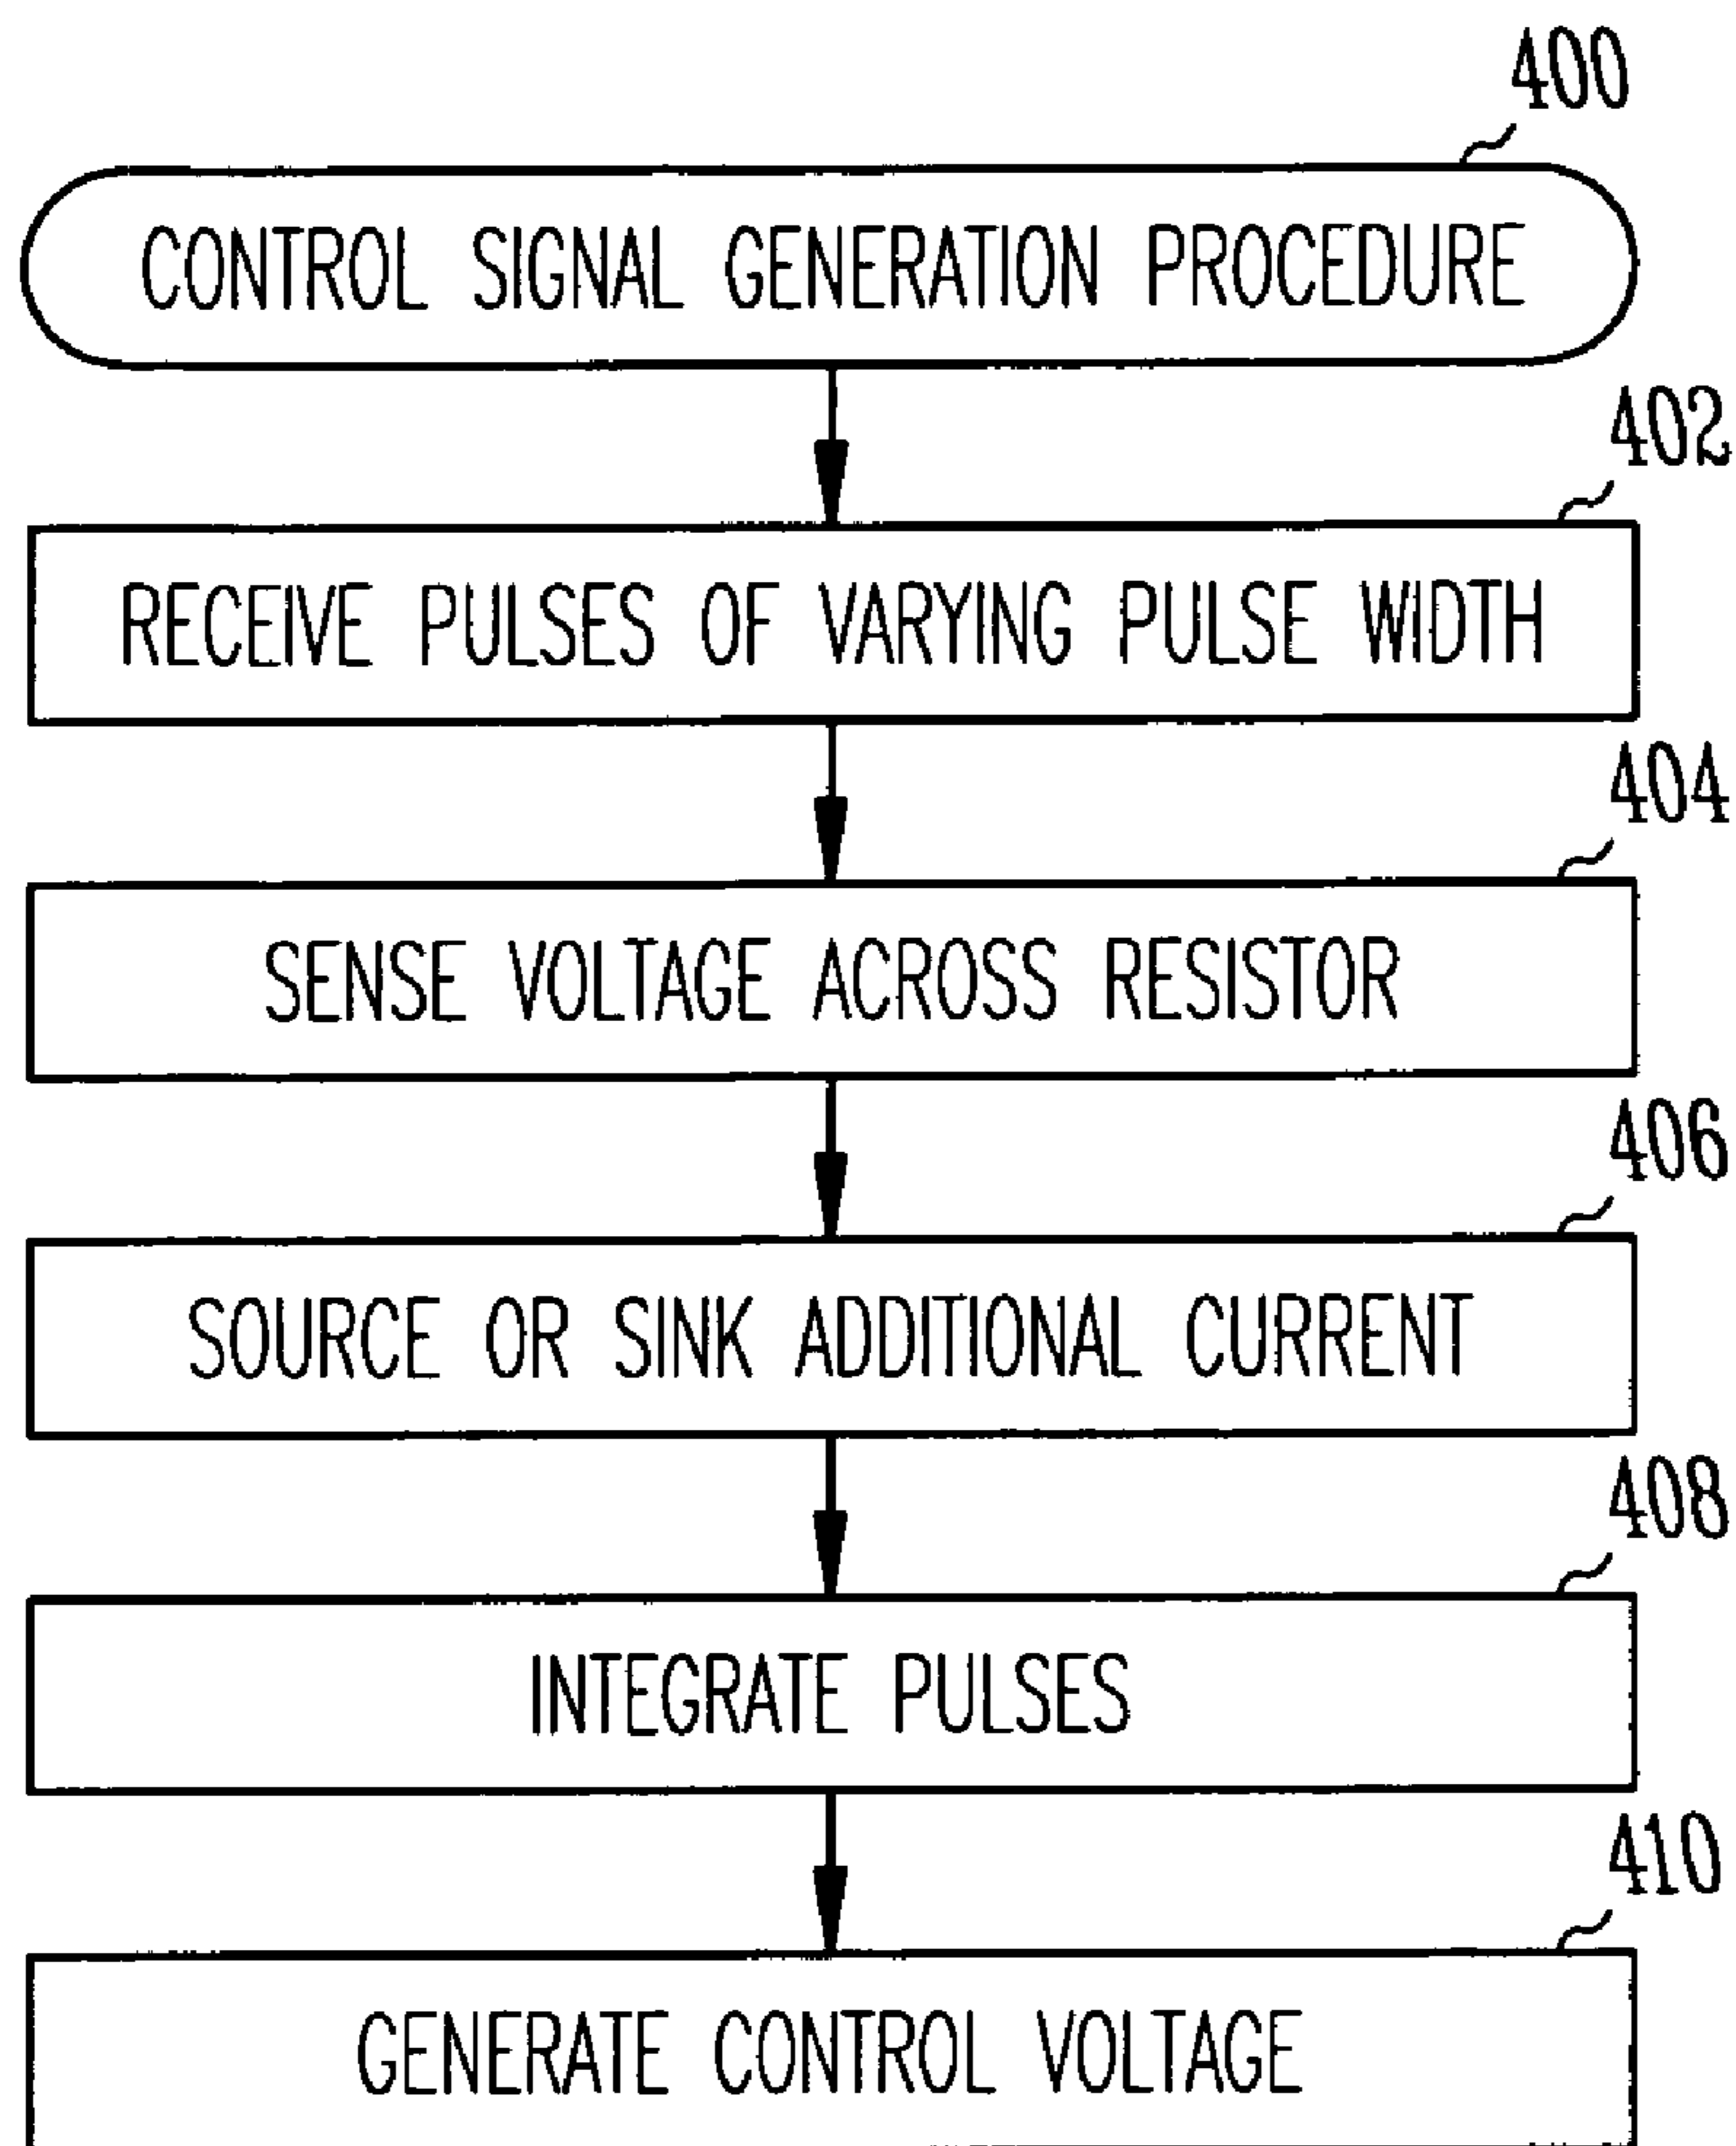 400
CONTROL SIGNAL GENERATION PROCEDURE
402
RECEIVE PULSES OF VARYING PULSE WIDTH
404
SENSE VOLTAGE ACROSS RESISTOR
406
SOURCE OR SINK ADDITIONAL CURRENT
408
INTEGRATE PULSES
410
GENERATE CONTROL VOLTAGE